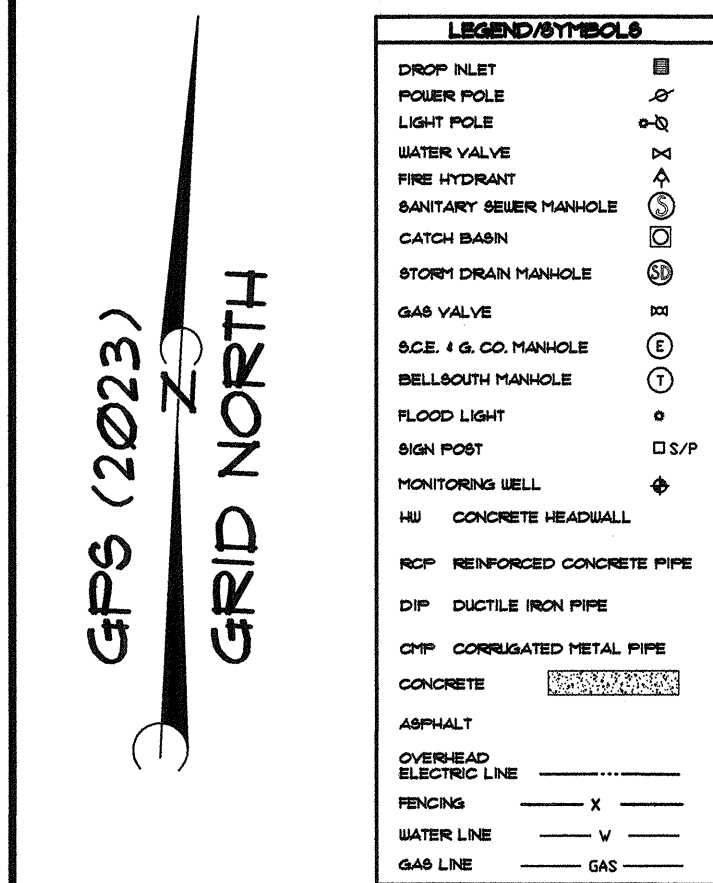 GPS (2023)
N
GRID NORTH
LEGEND/SYMBOLS
DROP INLET
POWER POLE
LIGHT POLE
WATER VALVE
FIRE HYDRANT
SANITARY SEWER MANHOLE S
CATCH BASIN
STORM DRAIN MANHOLE SD
GAS VALVE
S.C.E. & G. CO. MANHOLE E
BELLSOUTH MANHOLE T
FLOOD LIGHT
SIGN POST S/P
MONITORING WELL
HW CONCRETE HEADWALL
RCP REINFORCED CONCRETE PIPE
DIP DUCTILE IRON PIPE
CMP CORRUGATED METAL PIPE
CONCRETE
ASPHALT
OVERHEAD
ELECTRIC LINE
FENCING X
WATER LINE W
GAS LINE GAS